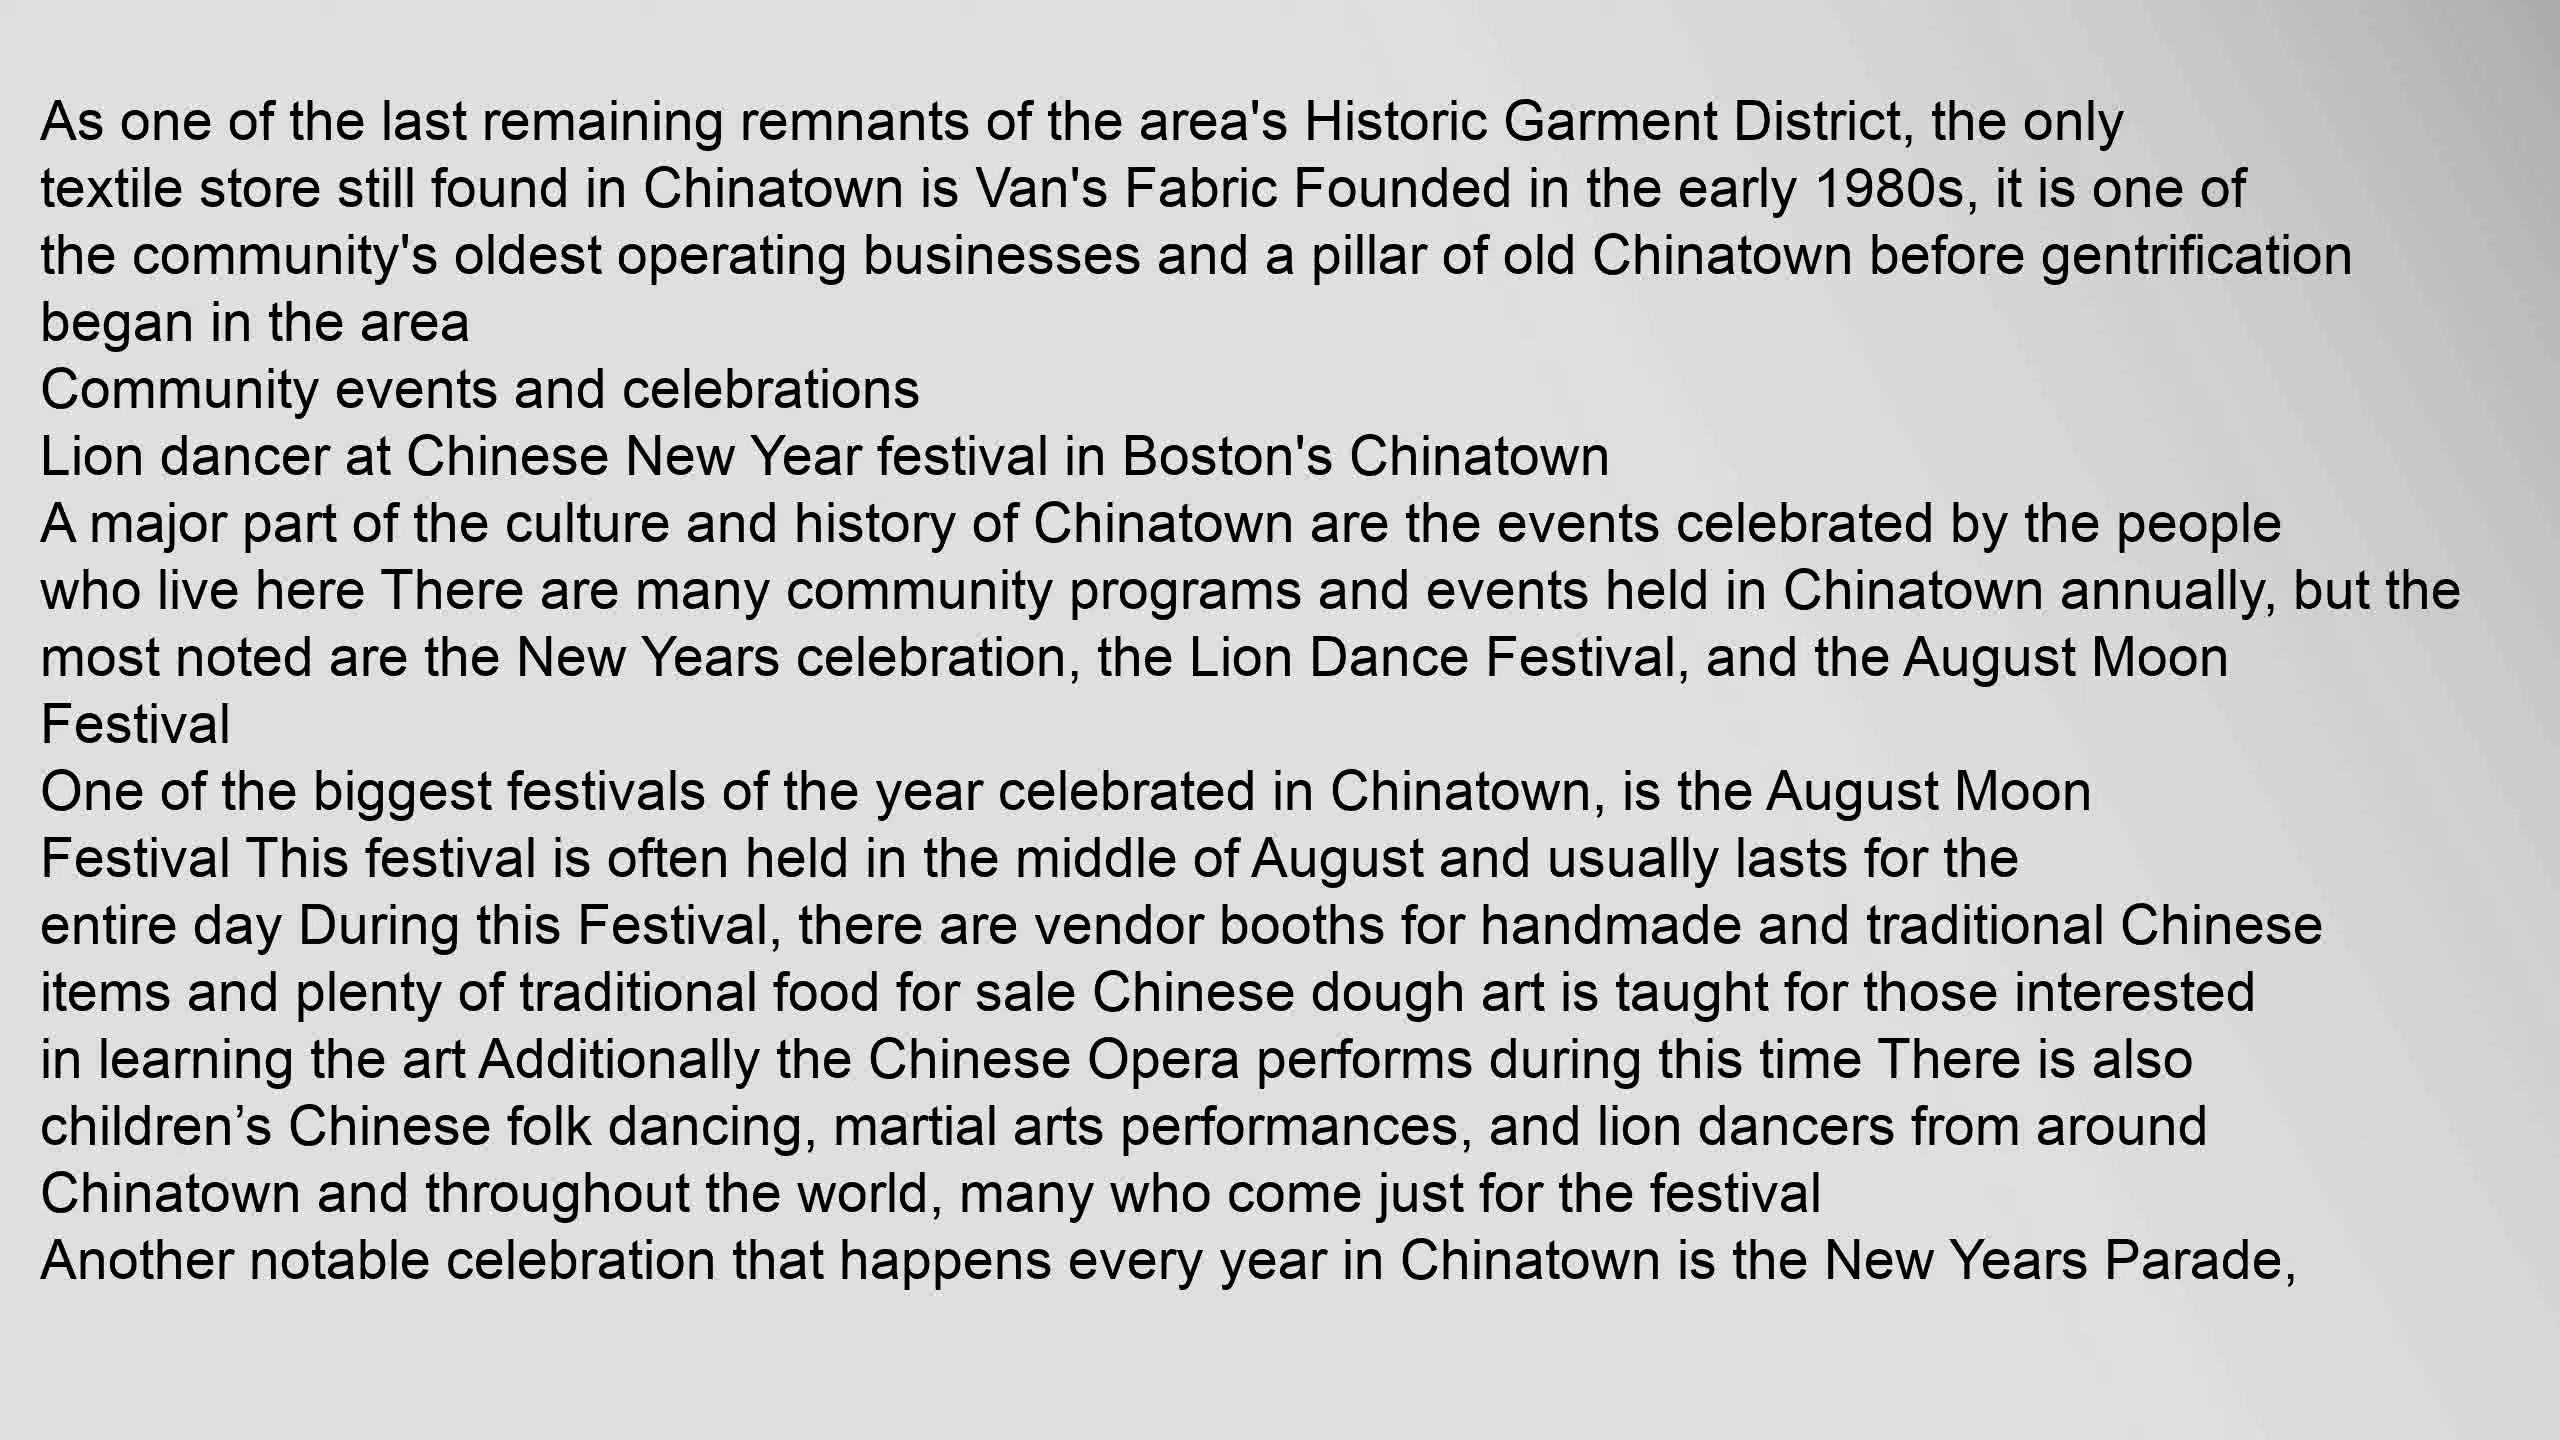 As one of the last remaining remnants of the area's Historic Garment District, the only
textile store still found in Chinatown is Van's Fabric Founded in the early 1980s, it is one of
the community's oldest operating businesses and a pillar of old Chinatown before gentrification
began in the area
Community events and celebrations
Lion dancer at Chinese New Year festival in Boston's Chinatown
A major part of the culture and history of Chinatown are the events celebrated by the people
who live here There are many community programs and events held in Chinatown annually, but the
most noted are the New Years celebration, the Lion Dance Festival, and the August Moon
Festival
One of the biggest festivals of the year celebrated in Chinatown, is the August Moon
Festival This festival is often held in the middle of August and usually lasts for the
entire day During this Festival, there are vendor booths for handmade and traditional Chinese
items and plenty of traditional food for sale Chinese dough art is taught for those interested
in learning the art Additionally the Chinese Opera performs during this time There is also
children’s Chinese folk dancing, martial arts performances, and lion dancers from around
Chinatown and throughout the world, many who come just for the festival
Another notable celebration that happens every year in Chinatown is the New Years Parade,